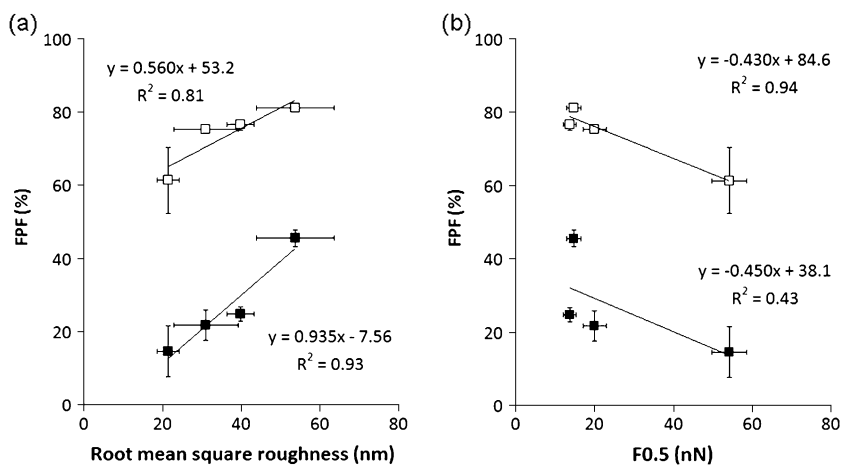 (a)
100
80
60
40
20
0
FPF (%)
y = 0.560x + 53.2
R² = 0.81
y = 0.935x - 7.56
R² = 0.93
0 20 40 60 80
Root mean square roughness (nm)
(b)
100
80
60
40
20
0
FPF (%)
y = -0.430x + 84.6
R² = 0.94
y = -0.450x + 38.1
R² = 0.43
0 20 40 60 80
F0.5 (nN)